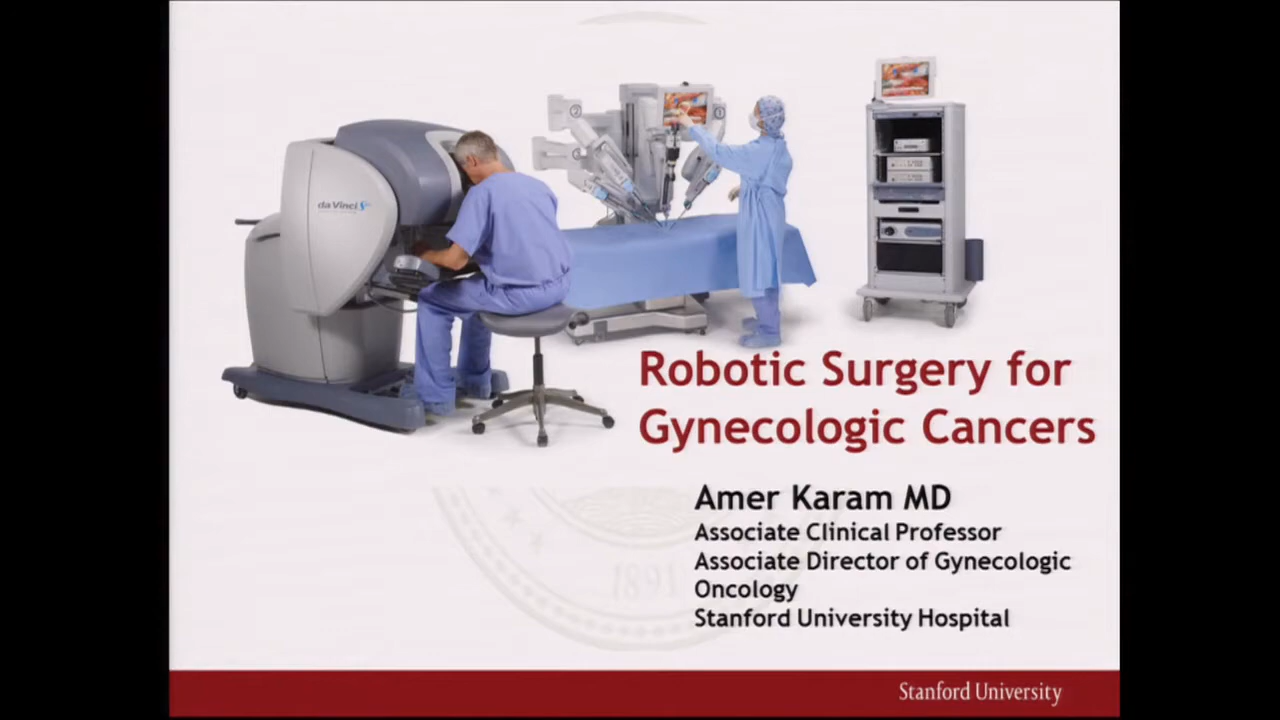 da Vinci S
Robotic Surgery for
Gynecologic Cancers
Amer Karam MD
Associate Clinical Professor
Associate Director of Gynecologic
Oncology
Stanford University Hospital
1891
Stanford University